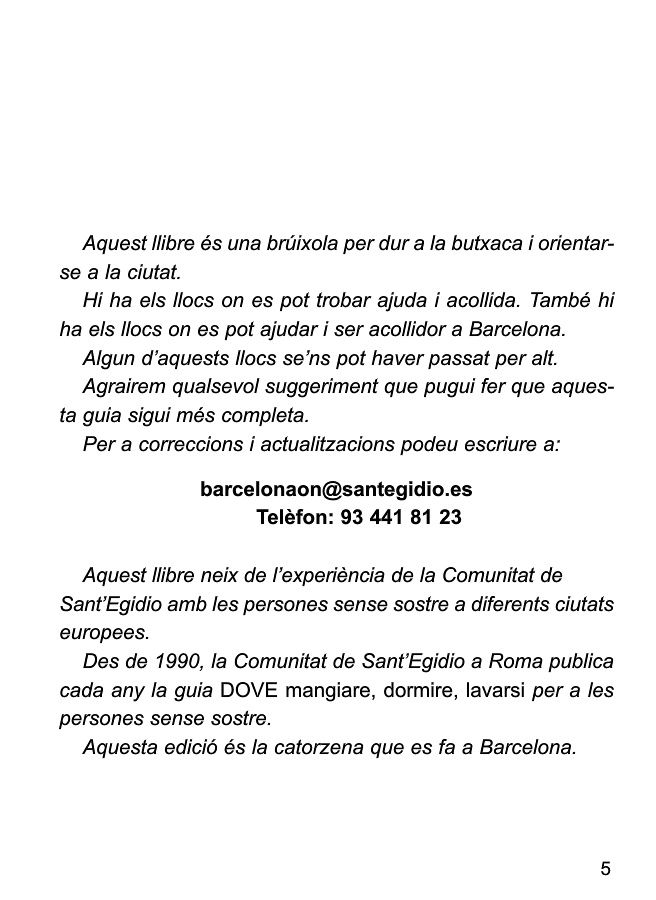 Aquest llibre és una brúixola per dur a la butxaca i orientar-
se a la ciutat.
Hi ha els llocs on es pot trobar ajuda i acollida. També hi
ha els llocs on es pot ajudar i ser acollidor a Barcelona.
Algun d’aquests llocs se’ns pot haver passat per alt.
Agrairem qualsevol suggeriment que pugui fer que aques-
ta guia sigui més completa.
Per a correccions i actualitzacions podeu escriure a:
barcelonaon@santegidio.es
Telèfon: 93 441 81 23
Aquest llibre neix de l’experiència de la Comunitat de
Sant’Egidio amb les persones sense sostre a diferents ciutats
europees.
Des de 1990, la Comunitat de Sant’Egidio a Roma publica
cada any la guia DOVE mangiare, dormire, lavarsi per a les
persones sense sostre.
Aquesta edició és la catorzena que es fa a Barcelona.
5